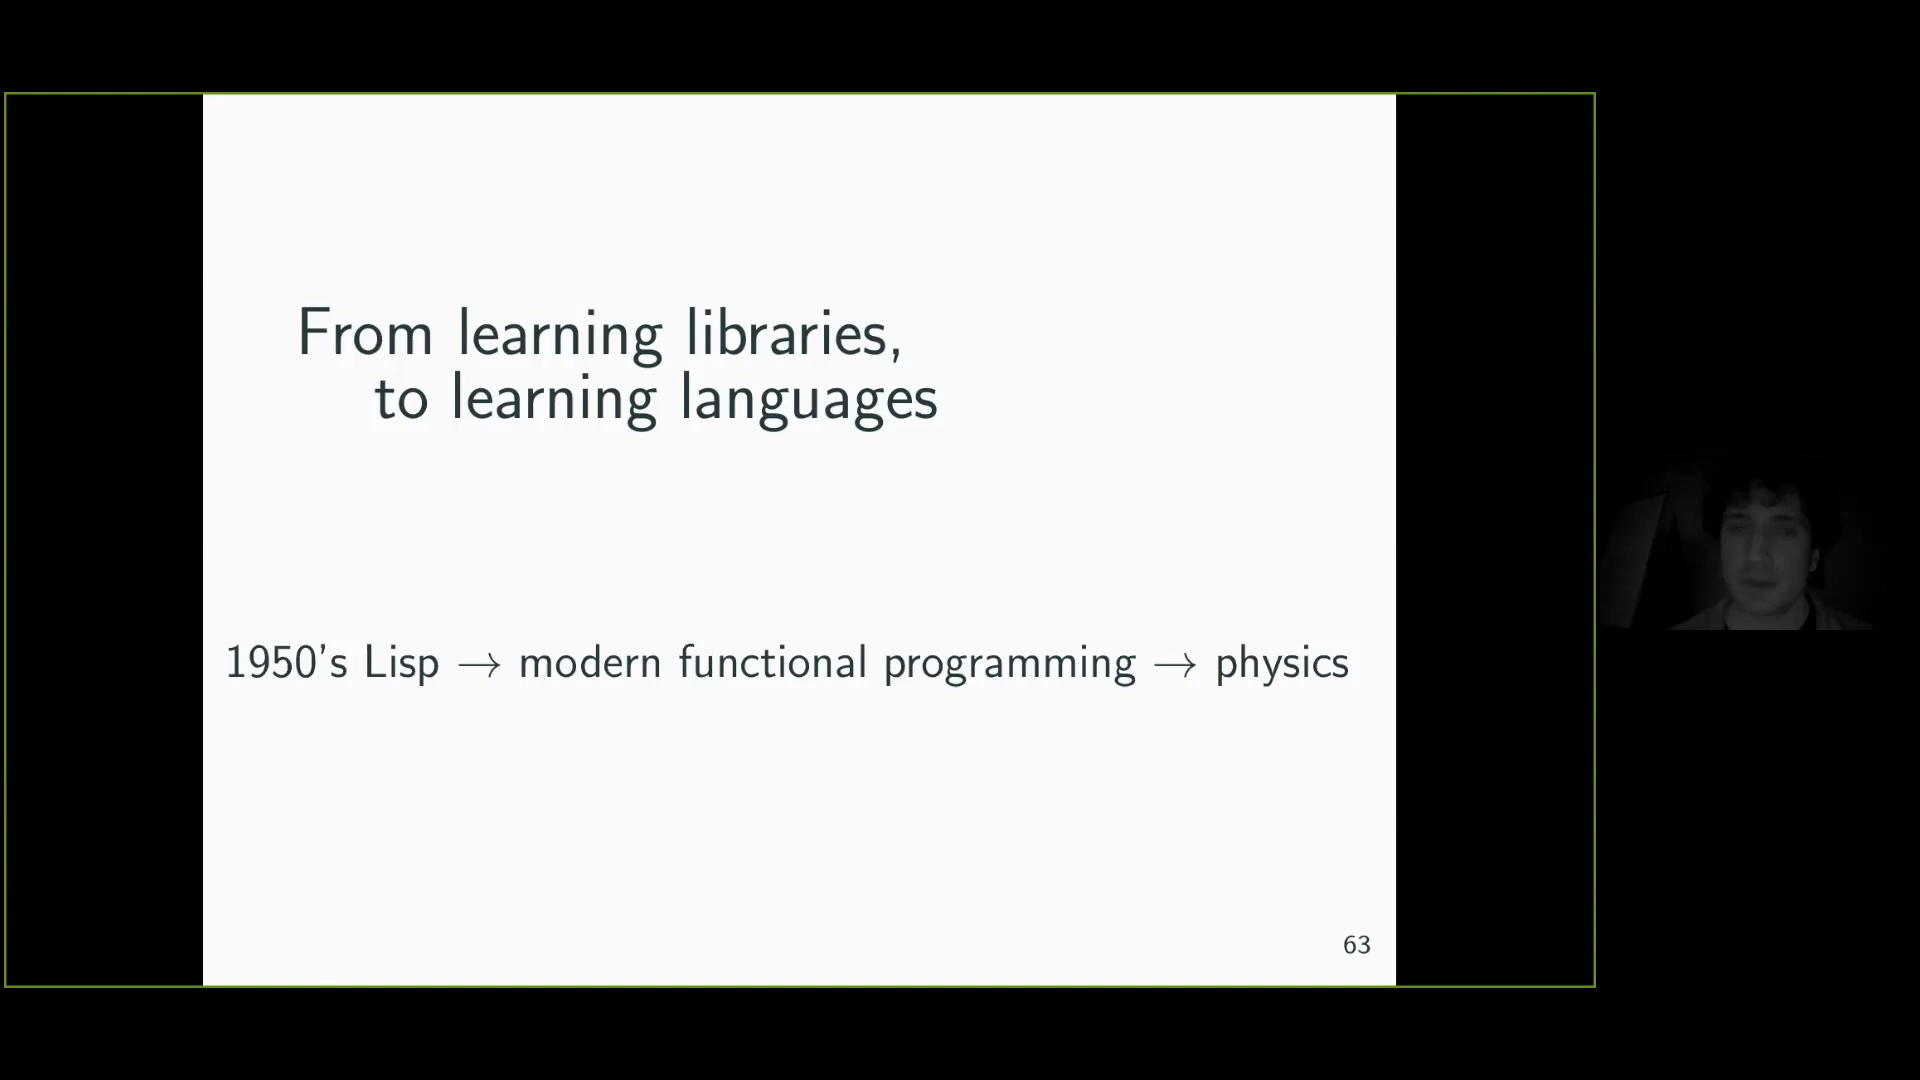 From learning libraries,
to learning languages
1950's Lisp → modern functional programming → physics
63